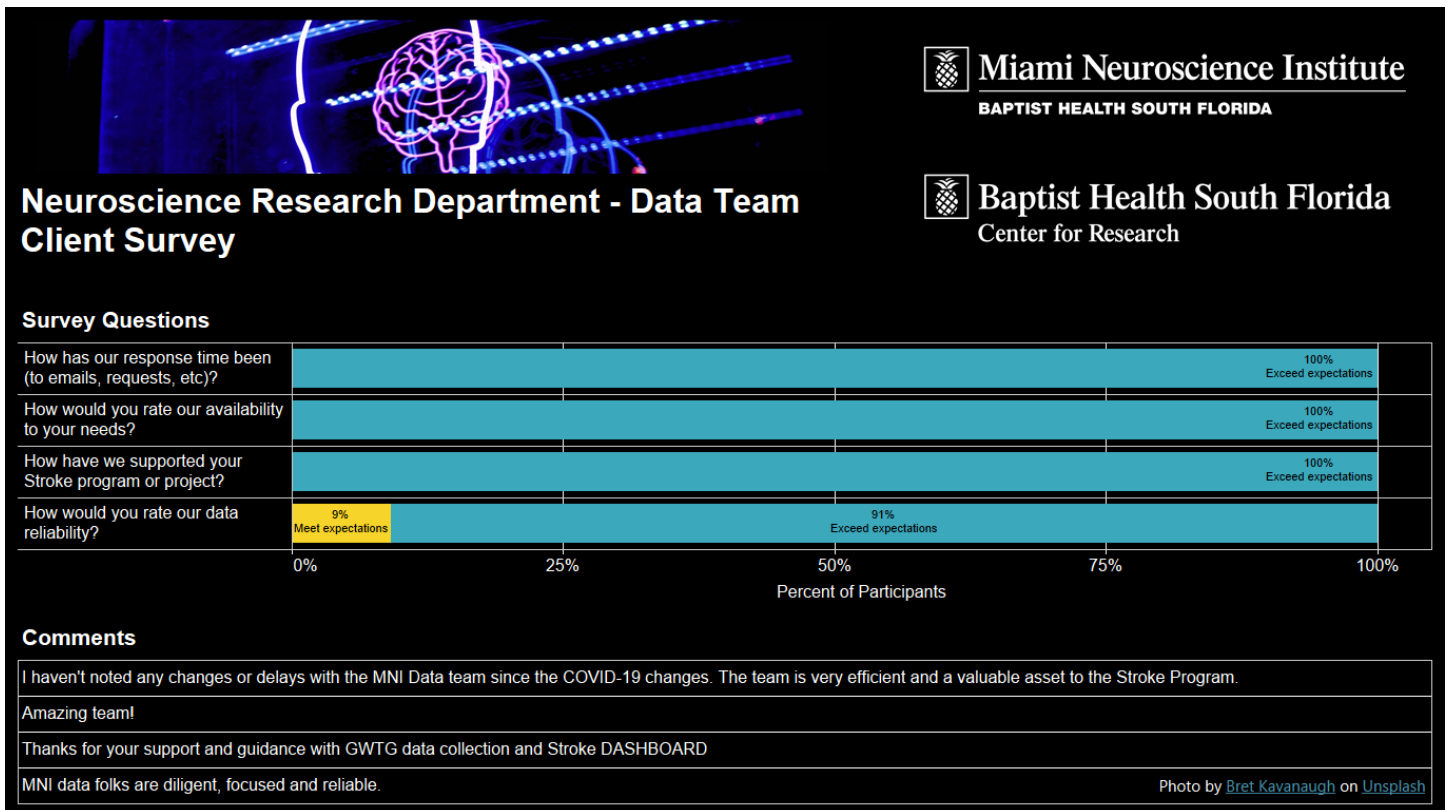 Miami Neuroscience Institute
BAPTIST HEALTH SOUTH FLORIDA
Neuroscience Research Department - Data Team
Client Survey
Baptist Health South Florida
Center for Research
Survey Questions
How has our response time been
(to emails, requests, etc)?
100%
Exceed expectations
How would you rate our availability
to your needs?
100%
Exceed expectations
How have we supported your
Stroke program or project?
100%
Exceed expectations
How would you rate our data
reliability?
9%
Meet expectations
91%
Exceed expectations
0% 25% 50% 75% 100%
Percent of Participants
Comments
I haven't noted any changes or delays with the MNI Data team since the COVID-19 changes. The team is very efficient and a valuable asset to the Stroke Program.
Amazing team!
Thanks for your support and guidance with GWTG data collection and Stroke DASHBOARD
MNI data folks are diligent, focused and reliable.
Photo by Bret Kavanaugh on Unsplash